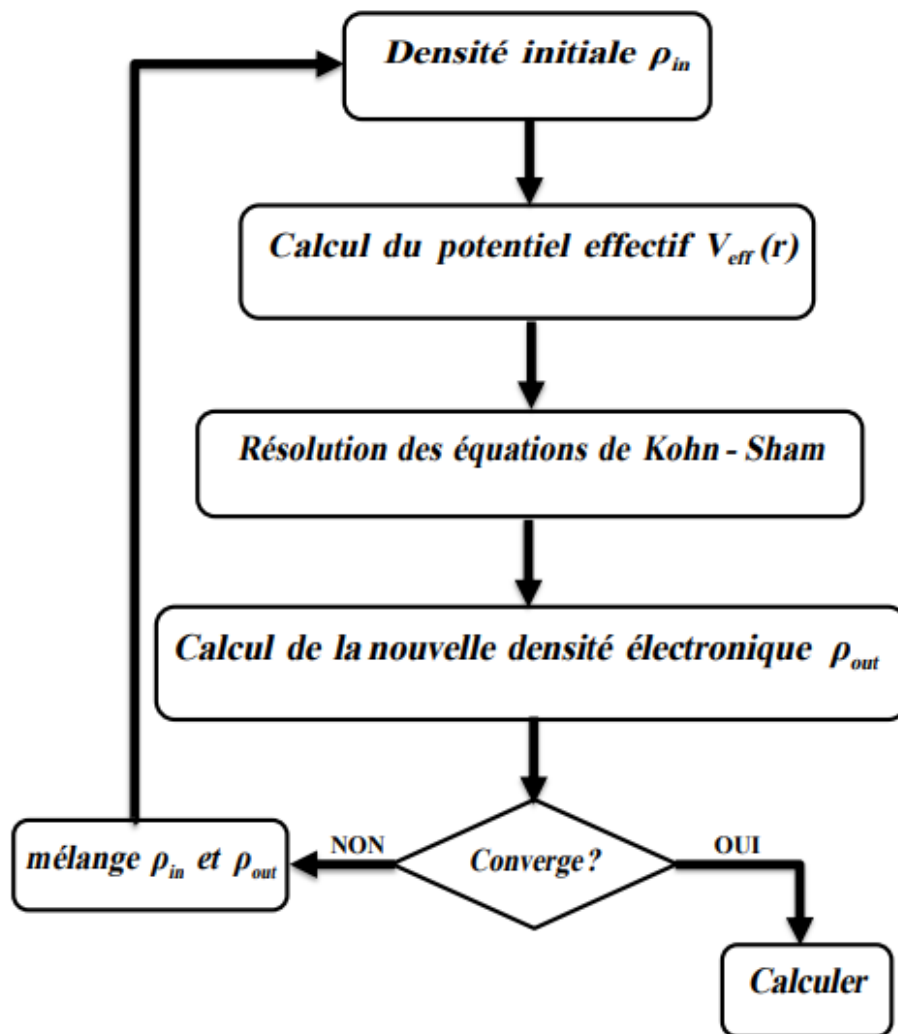 Densité initiale ρin
Calcul du potentiel effectif Veff (r)
Résolution des équations de Kohn - Sham
Calcul de la nouvelle densité électronique ρout
mélange ρin et ρout
NON
Converge ?
OUI
Calculer